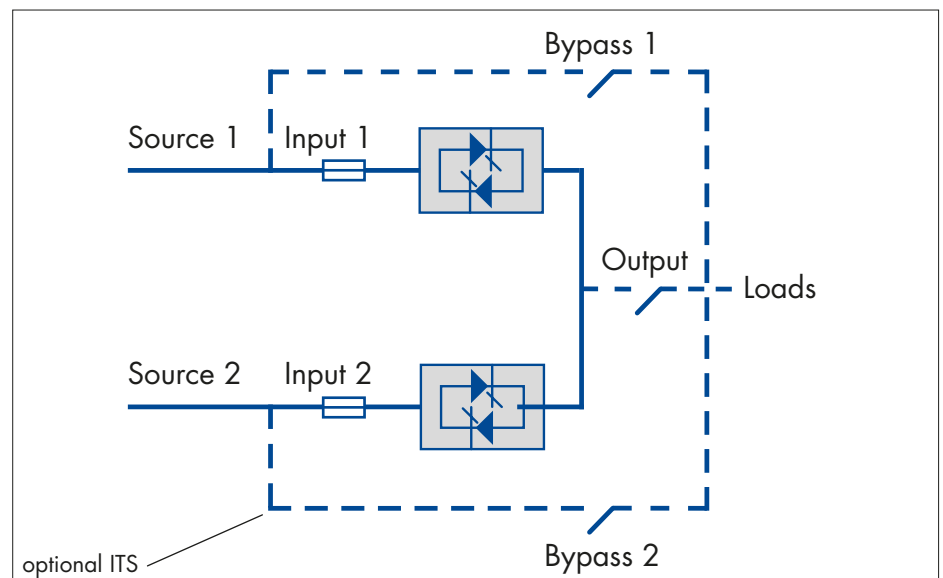 Bypass 1
Source 1
Input 1
Output
Loads
Source 2
Input 2
Bypass 2
optional ITS